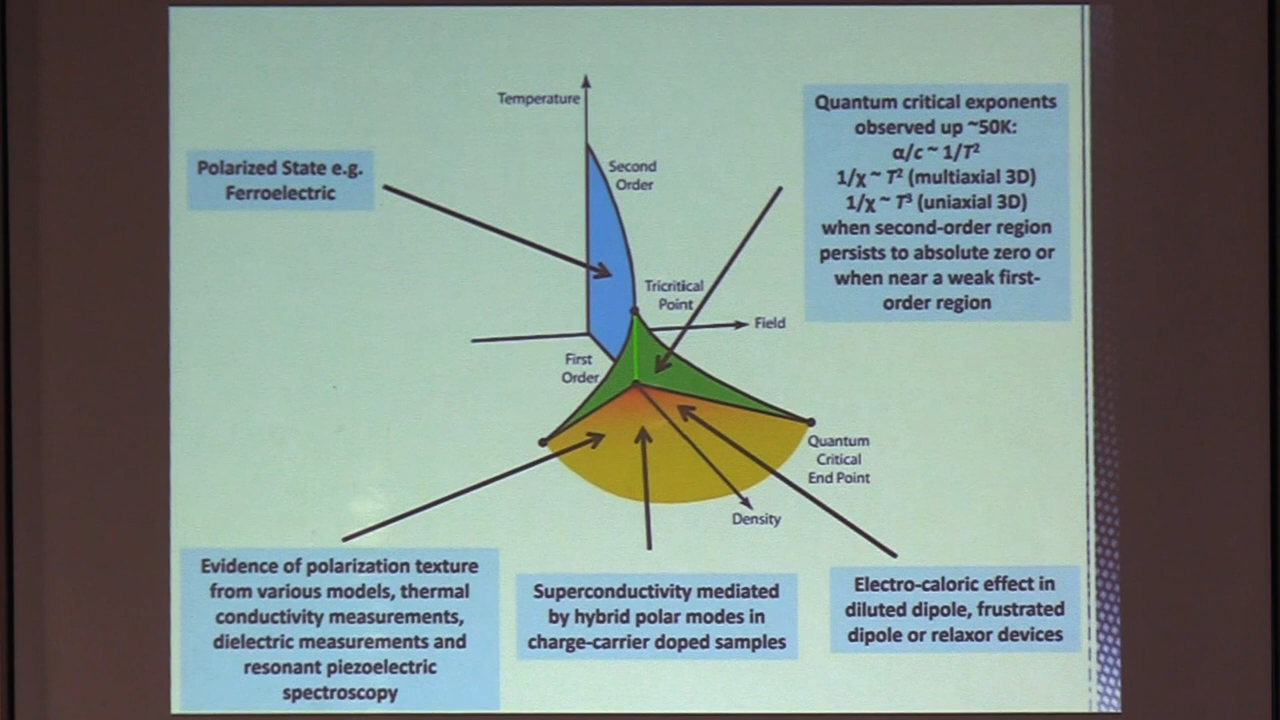 Temperature
Polarized State e.g.
Ferroelectric
Second
Order
Quantum critical exponents
observed up ~50K:
α/c ~ 1/T²
1/χ ~ T² (multiaxial 3D)
1/χ ~ T³ (uniaxial 3D)
when second-order region
persists to absolute zero or
when near a weak first-
order region
Tricritical
Point
Field
First
Order
Quantum
Critical
End Point
Density
Evidence of polarization texture
from various models, thermal
conductivity measurements,
dielectric measurements and
resonant piezoelectric
spectroscopy
Superconductivity mediated
by hybrid polar modes in
charge-carrier doped samples
Electro-caloric effect in
diluted dipole, frustrated
dipole or relaxor devices